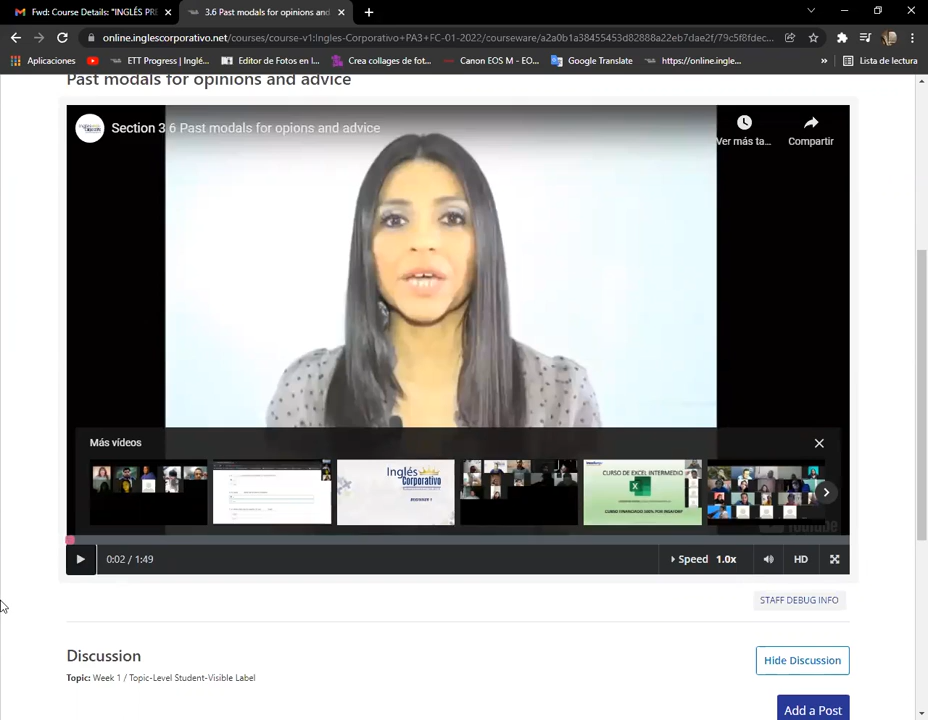 Fwd: Course Details: "INGLÉS PR
3.6 Past modals for opinions and
online.inglescorporativo.net/courses/course-v1:Ingles-Corporativo+PA3+FC-01-2022/courseware/a2a0b1a38455453d82888a22eb7dae2f/79c5f8fdec...
Aplicaciones
ETT Progress | Inglé...
Editor de Fotos en l...
Crea collages de fot...
Canon EOS M - EO...
Google Translate
https://online.ingle...
»
Lista de lectura
Past modals for opinions and advice
Section 3 6 Past modals for opions and advice
Ver más ta...
Compartir
Más vídeos
Inglés
Corporativo
CURSO DE EXCEL INTERMEDIO
0:02 / 1:49
Speed 1.0x
HD
STAFF DEBUG INFO
Discussion
Hide Discussion
Topic: Week 1 / Topic-Level Student-Visible Label
Add a Post